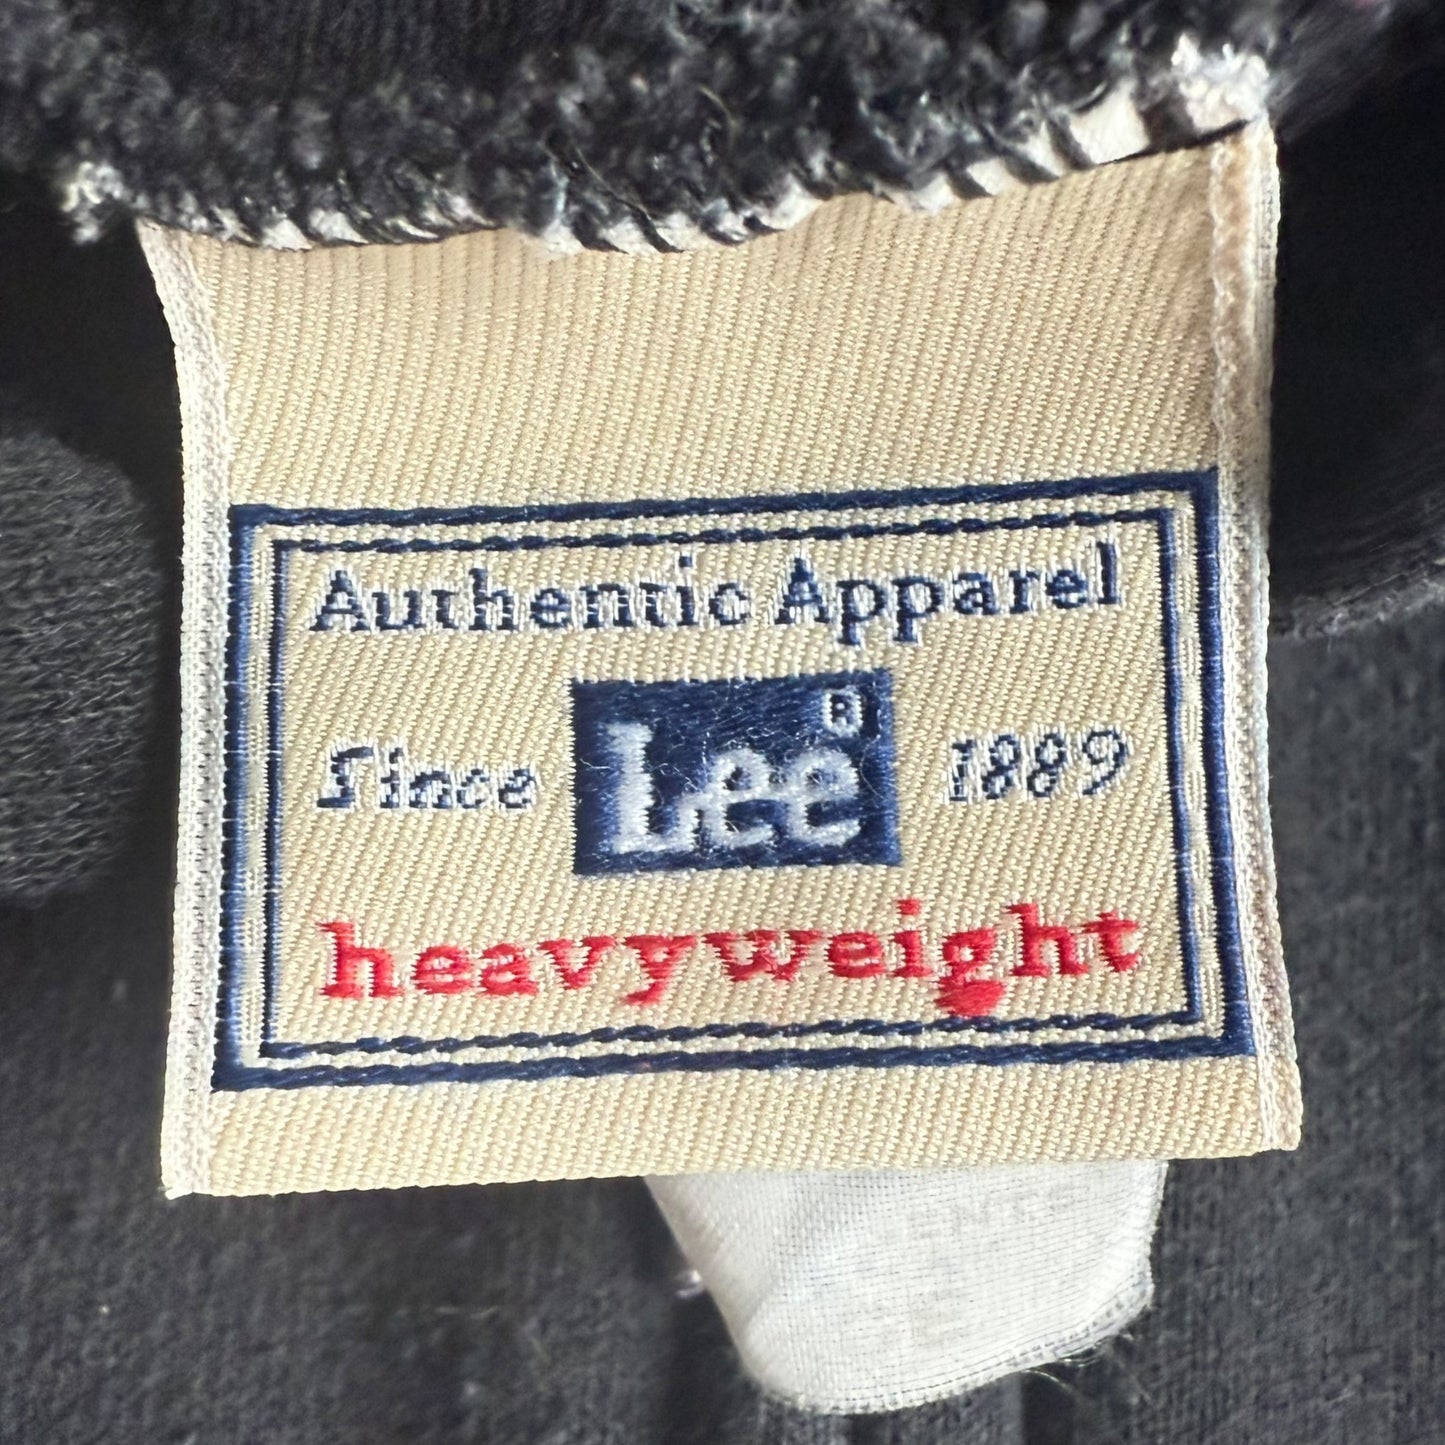 Authentic Apparel
Since Lee® 1889
heavyweight